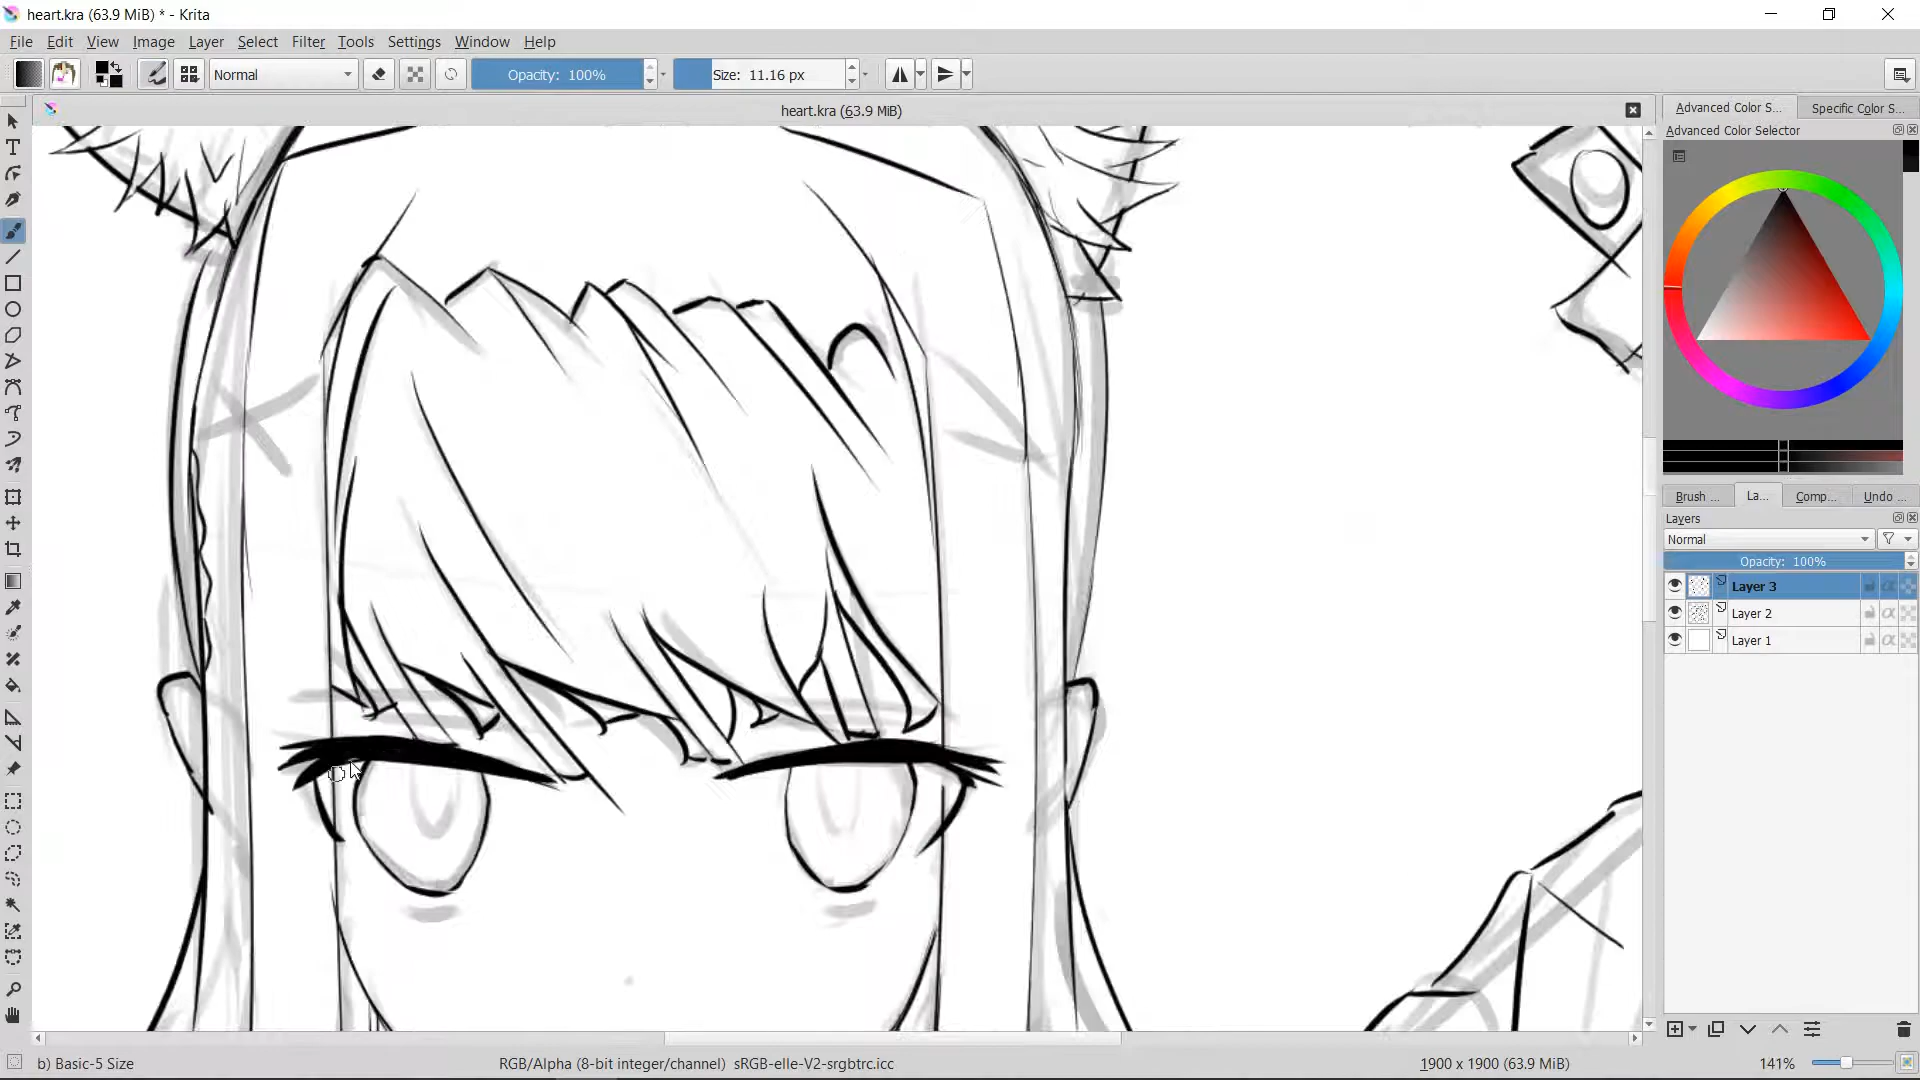 heart.kra (63.9 MiB) * - Krita
File Edit View Image Layer Select Filter Tools Settings Window Help
Normal
Opacity: 100%
Size: 11.16 px
heart.kra (63.9 MiB)
Advanced Color S...
Specific Color S...
Advanced Color Selector
Brush ...
La...
Comp...
Undo ...
Layers
Normal
Opacity: 100%
Layer 3
Layer 2
Layer 1
b) Basic-5 Size
RGB/Alpha (8-bit integer/channel) sRGB-elle-V2-srgbtrc.icc
1900 x 1900 (63.9 MiB)
141%